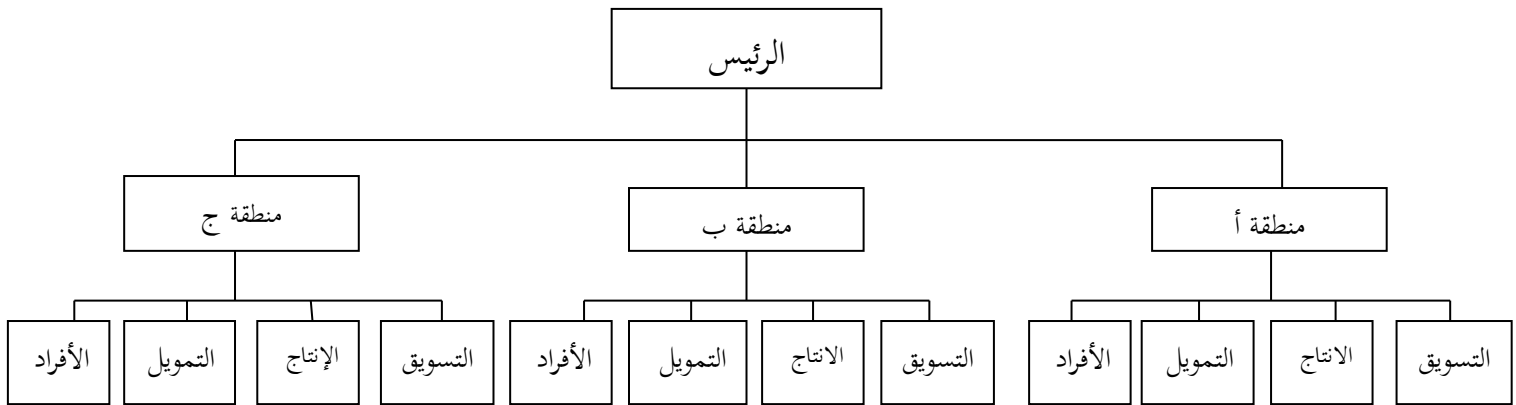 الرئيس
منطقة أ
منطقة ب
منطقة ج
التسويق
الانتاج
التمويل
الأفراد
التسويق
الانتاج
التمويل
الأفراد
التسويق
الإنتاج
التمويل
الأفراد